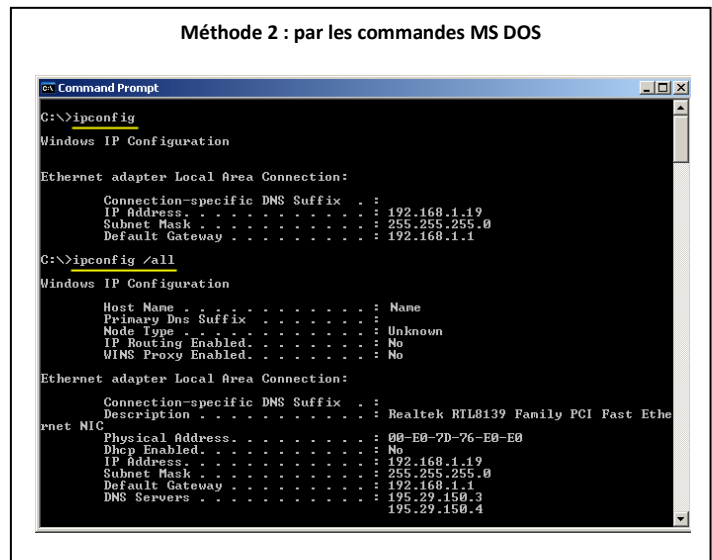 Méthode 2 : par les commandes MS DOS
Command Prompt
C:\>ipconfig
Windows IP Configuration
Ethernet adapter Local Area Connection:
Connection-specific DNS Suffix . :
IP Address. . . . . . . . . . . . : 192.168.1.19
Subnet Mask . . . . . . . . . . . : 255.255.255.0
Default Gateway . . . . . . . . . : 192.168.1.1
C:\>ipconfig /all
Windows IP Configuration
Host Name . . . . . . . . . . . . : Name
Primary Dns Suffix . . . . . . . :
Node Type . . . . . . . . . . . . : Unknown
IP Routing Enabled. . . . . . . . : No
WINS Proxy Enabled. . . . . . . . : No
Ethernet adapter Local Area Connection:
Connection-specific DNS Suffix . :
Description . . . . . . . . . . . : Realtek RTL8139 Family PCI Fast Ethe
rnet NIC
Physical Address. . . . . . . . . : 00-E0-7D-76-E0-E0
Dhcp Enabled. . . . . . . . . . . : No
IP Address. . . . . . . . . . . . : 192.168.1.19
Subnet Mask . . . . . . . . . . . : 255.255.255.0
Default Gateway . . . . . . . . . : 192.168.1.1
DNS Servers . . . . . . . . . . . : 195.29.150.3
195.29.150.4